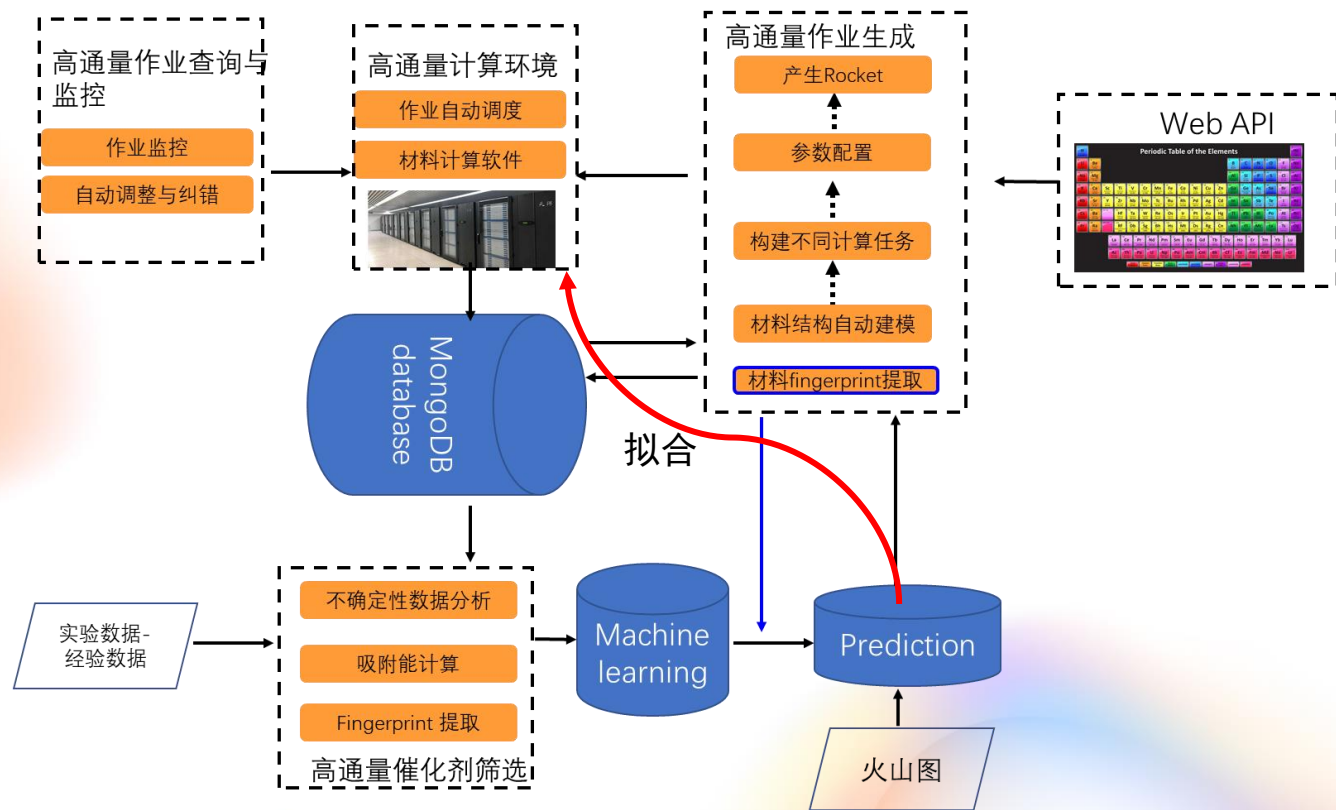 高通量作业查询与
监控
作业监控
自动调整与纠错
高通量计算环境
作业自动调度
材料计算软件
高通量作业生成
产生Rocket
参数配置
构建不同计算任务
材料结构自动建模
材料fingerprint提取
Web API
Periodic Table of the Elements
MongoDB
database
拟合
实验数据-
经验数据
不确定性数据分析
吸附能计算
Fingerprint 提取
高通量催化剂筛选
Machine
learning
Prediction
火山图